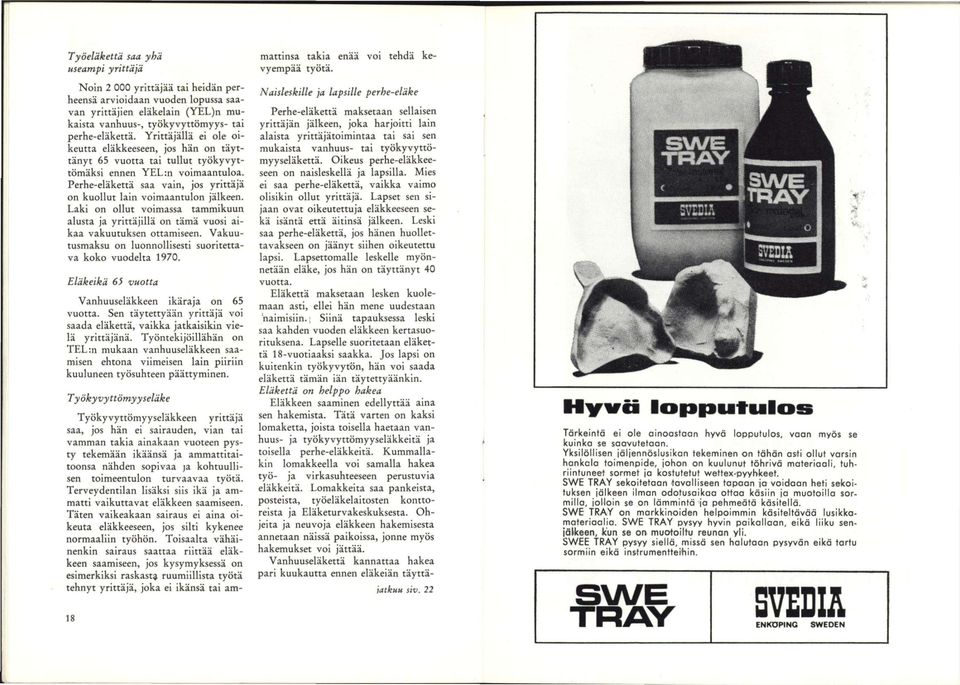 Työeläkettä saa yhä
useampi yrittäjä
Noin 2 000 yrittäjää tai heidän per-
heensä arvioidaan vuoden lopussa saa-
van yrittäjien eläkelain (YEL)n mu-
kaista vanhuus-, työkyvyttömyys- tai
perhe-eläkettä. Yrittäjällä ei ole oi-
keutta eläkkeeseen, jos hän on täyt-
tänyt 65 vuotta tai tullut työkyvyt-
tömäksi ennen YEL:n voimaantuloa.
Perhe-eläkettä saa vain, jos yrittäjä
on kuollut lain voimaantulon jälkeen.
Laki on ollut voimassa tammikuun
alusta ja yrittäjillä on tämä vuosi ai-
kaa vakuutuksen ottamiseen. Vakuu-
tusmaksu on luonnollisesti suoritetta-
va koko vuodelta 1970.
Eläkeikä 65 vuotta
Vanhuuseläkkeen ikäraja on 65
vuotta. Sen täytettyään yrittäjä voi
saada eläkettä, vaikka jatkaisikin vie-
lä yrittäjänä. Työntekijöillähän on
TEL:n mukaan vanhuuseläkkeen saa-
misen ehtona viimeisen lain piiriin
kuuluneen työsuhteen päättyminen.
Työkyvyttömyyseläke
Työkyvyttömyyseläkkeen yrittäjä
saa, jos hän ei sairauden, vian tai
vamman takia ainakaan vuoteen pys-
ty tekemään ikäänsä ja ammattitai-
toonsa nähden sopivaa ja kohtuulli-
sen toimeentulon turvaavaa työtä.
Terveydentilan lisäksi siis ikä ja am-
matti vaikuttavat eläkkeen saamiseen.
Täten vaikeakaan sairaus ei aina oi-
keuta eläkkeeseen, jos silti kykenee
normaaliin työhön. Toisaalta vähäi-
nenkin sairaus saattaa riittää eläk-
keen saamiseen, jos kysymyksessä on
esimerkiksi raskasta ruumiillista työtä
tehnyt yrittäjä, joka ei ikänsä tai am-
18
mattinsa takia enää voi tehdä ke-
vyempää työtä.
Naisleskille ja lapsille perhe-eläke
Perhe-eläkettä maksetaan sellaisen
yrittäjän jälkeen, joka harjoitti lain
alaista yrittäjätoimintaa tai sai sen
mukaista vanhuus- tai työkyvyttö-
myyseläkettä. Oikeus perhe-eläkkee-
seen on naisleskellä ja lapsilla. Mies
ei saa perhe-eläkettä, vaikka vaimo
olisikin ollut yrittäjä. Lapset sen si-
jaan ovat oikeutettuja eläkkeeseen se-
kä isäntä että äitinsä jälkeen. Leski
saa perhe-eläkettä, jos hänen huollet-
tavakseen on jäänyt siihen oikeutettu
lapsi. Lapsettomalle leskelle myön-
netään eläke, jos hän on täyttänyt 40
vuotta.
Eläkettä maksetaan lesken kuole-
maan asti, ellei hän mene uudestaan
naimisiin. Siinä tapauksessa leski
saa kahden vuoden eläkkeen kertasuo-
rituksena. Lapselle suoritetaan eläket-
tä 18-vuotiaaksi saakka. Jos lapsi on
kuitenkin työkyvytön, hän voi saada
eläkettä tämän iän täytettyäänkin.
Eläkettä on helppo hakea
Eläkkeen saaminen edellyttää aina
sen hakemista. Tätä varten on kaksi
lomaketta, joista toisella haetaan van-
huus- ja työkyvyttömyyseläkkeitä ja
toisella perhe-eläkkeitä. Kummalla-
kin lomakkeella voi samalla hakea
työ- ja virkasuhteeseen perustuvia
eläkkeitä. Lomakkeita saa pankeista,
posteista, työeläkelaitosten kontto-
reista ja Eläketurvakeskuksesta. Oh-
jeita ja neuvoja eläkkeen hakemisesta
annetaan näissä paikoissa, jonne myös
hakemukset voi jättää.
Vanhuuseläkettä kannattaa hakea
pari kuukautta ennen eläkeiän täyttä-
jatkuu siv. 22
SWE
TRAY
SVEDIA
SWE
TRAY
SVEDIA
Hyvä lopputulos
Tärkeintä ei ole ainoastaan hyvä lopputulos, vaan myös se
kuinka se saavutetaan.
Yksilöllisen jäljennöslusikan tekeminen on tähän asti ollut varsin
hankala toimenpide, johon on kuulunut töhrivä materiaali, tuh-
riintuneet sormet ja kostutetut wettex-pyyhkeet.
SWE TRAY sekoitetaan tavalliseen tapaan ja voidaan heti sekoi-
tuksen jälkeen ilman odotusaikaa ottaa käsiin ja muotoilla sor-
milla, jolloin se on lämmintä ja pehmeätä käsitellä.
SWE TRAY on markkinoiden helpoimmin käsiteltävää lusikka-
materiaalia. SWE TRAY pysyy hyvin paikallaan, eikä liiku sen-
jälkeen, kun se on muotoiltu reunan yli.
SWEE TRAY pysyy siellä, missä sen halutaan pysyvän eikä tartu
sormiin eikä instrumentteihin.
SWE
TRAY
SVEDIA
ENKÖPING SWEDEN